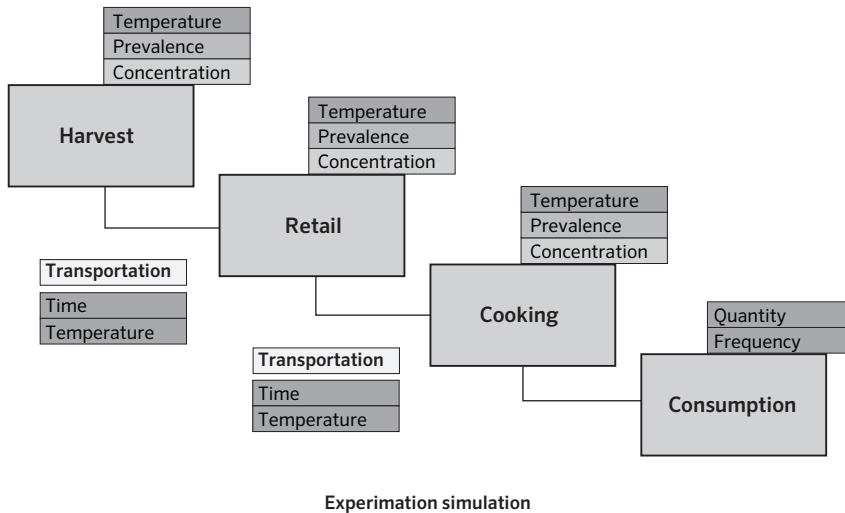 Temperature
Prevalence
Concentration
Harvest
Temperature
Prevalence
Concentration
Retail
Transportation
Time
Temperature
Temperature
Prevalence
Concentration
Cooking
Transportation
Time
Temperature
Quantity
Frequency
Consumption
Experimation simulation